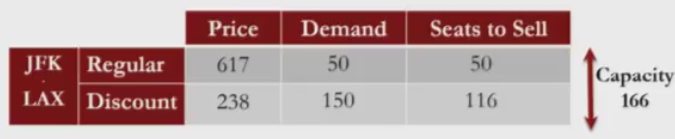 Price Demand Seats to Sell
JFK - LAX Regular 617 50 50
Discount 238 150 116
Capacity
166